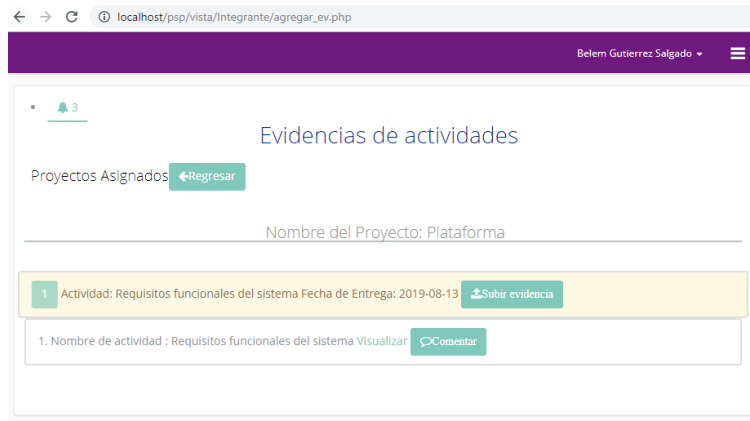 localhost/psp/vista/Integrante/agregar_ev.php
Belem Gutierrez Salgado
3
Evidencias de actividades
Proyectos Asignados Regresar
Nombre del Proyecto: Plataforma
1 Actividad: Requisitos funcionales del sistema Fecha de Entrega: 2019-08-13 Subir evidencia
1. Nombre de actividad : Requisitos funcionales del sistema Visualizar Comentar